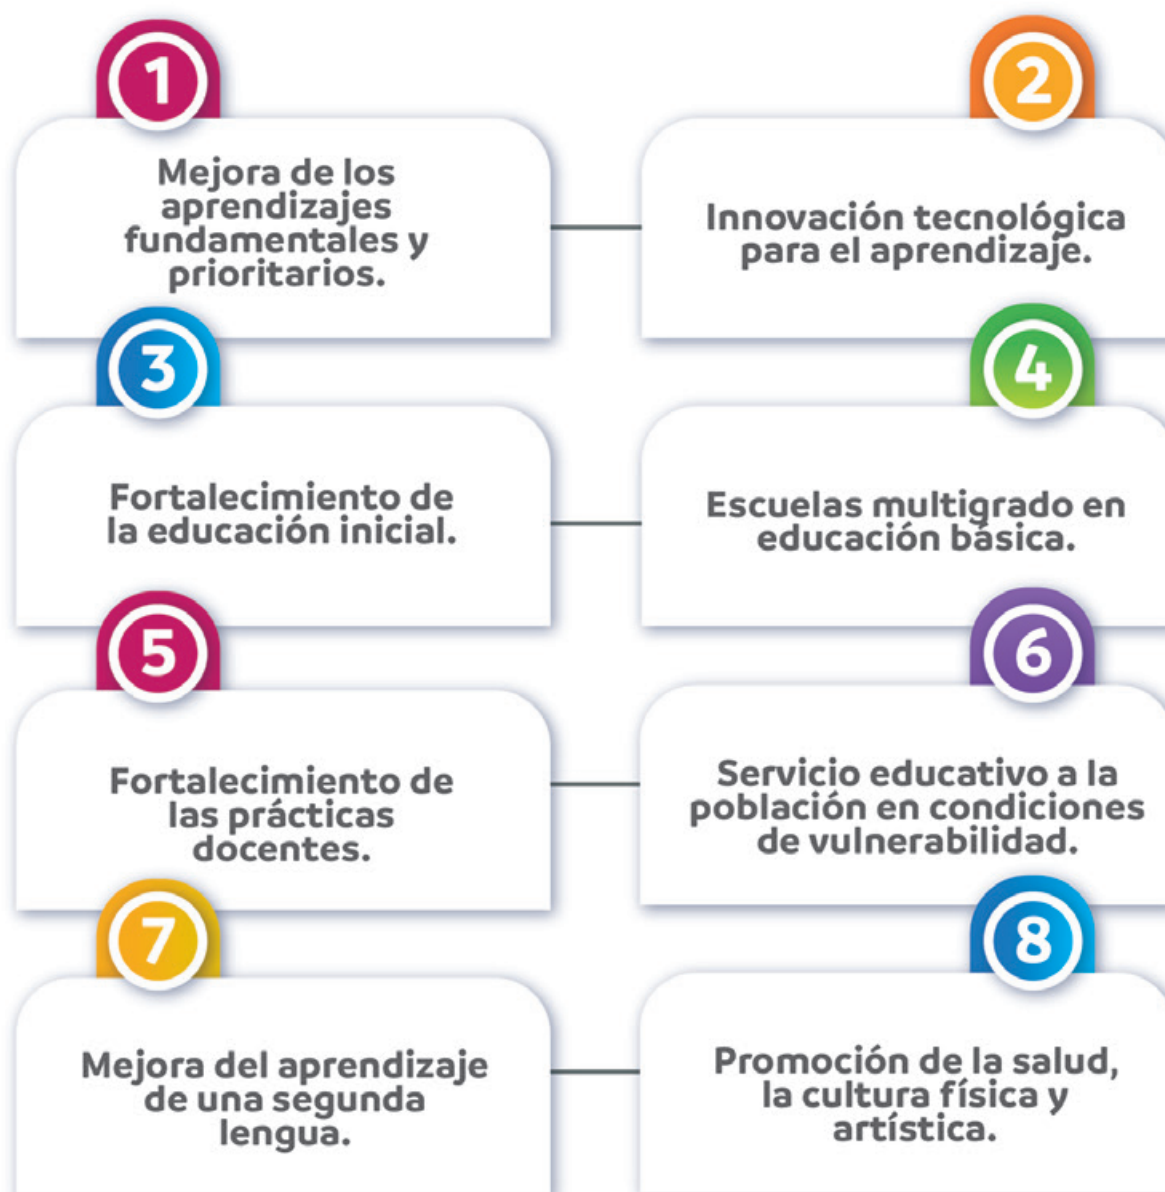 1
Mejora de los
aprendizajes
fundamentales y
prioritarios.
2
Innovación tecnológica
para el aprendizaje.
3
Fortalecimiento de
la educación inicial.
4
Escuelas multigrado en
educación básica.
5
Fortalecimiento de
las prácticas
docentes.
6
Servicio educativo a la
población en condiciones
de vulnerabilidad.
7
Mejora del aprendizaje
de una segunda
lengua.
8
Promoción de la salud,
la cultura física y
artística.